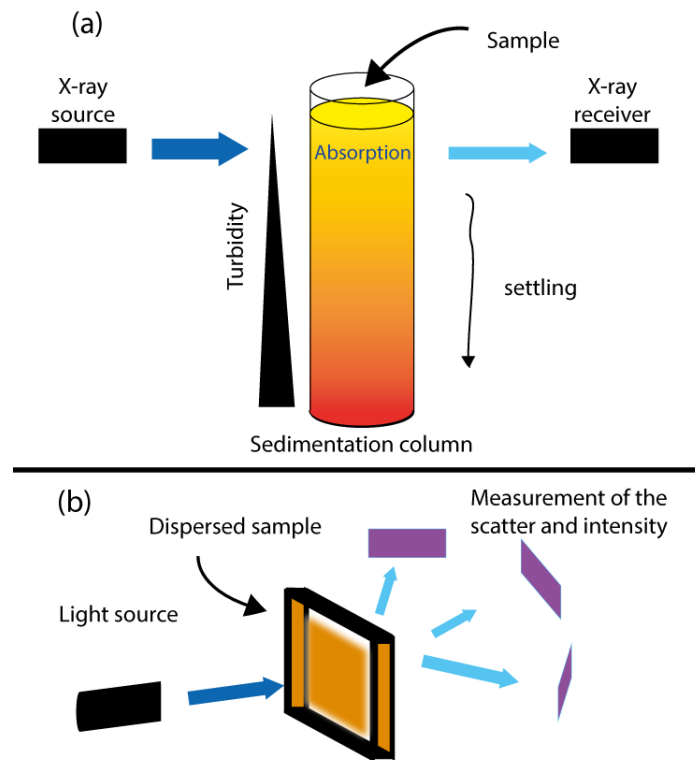 (a)
Sample
X-ray
source
X-ray
receiver
Absorption
Turbidity
settling
Sedimentation column
(b)
Measurement of the
scatter and intensity
Dispersed sample
Light source